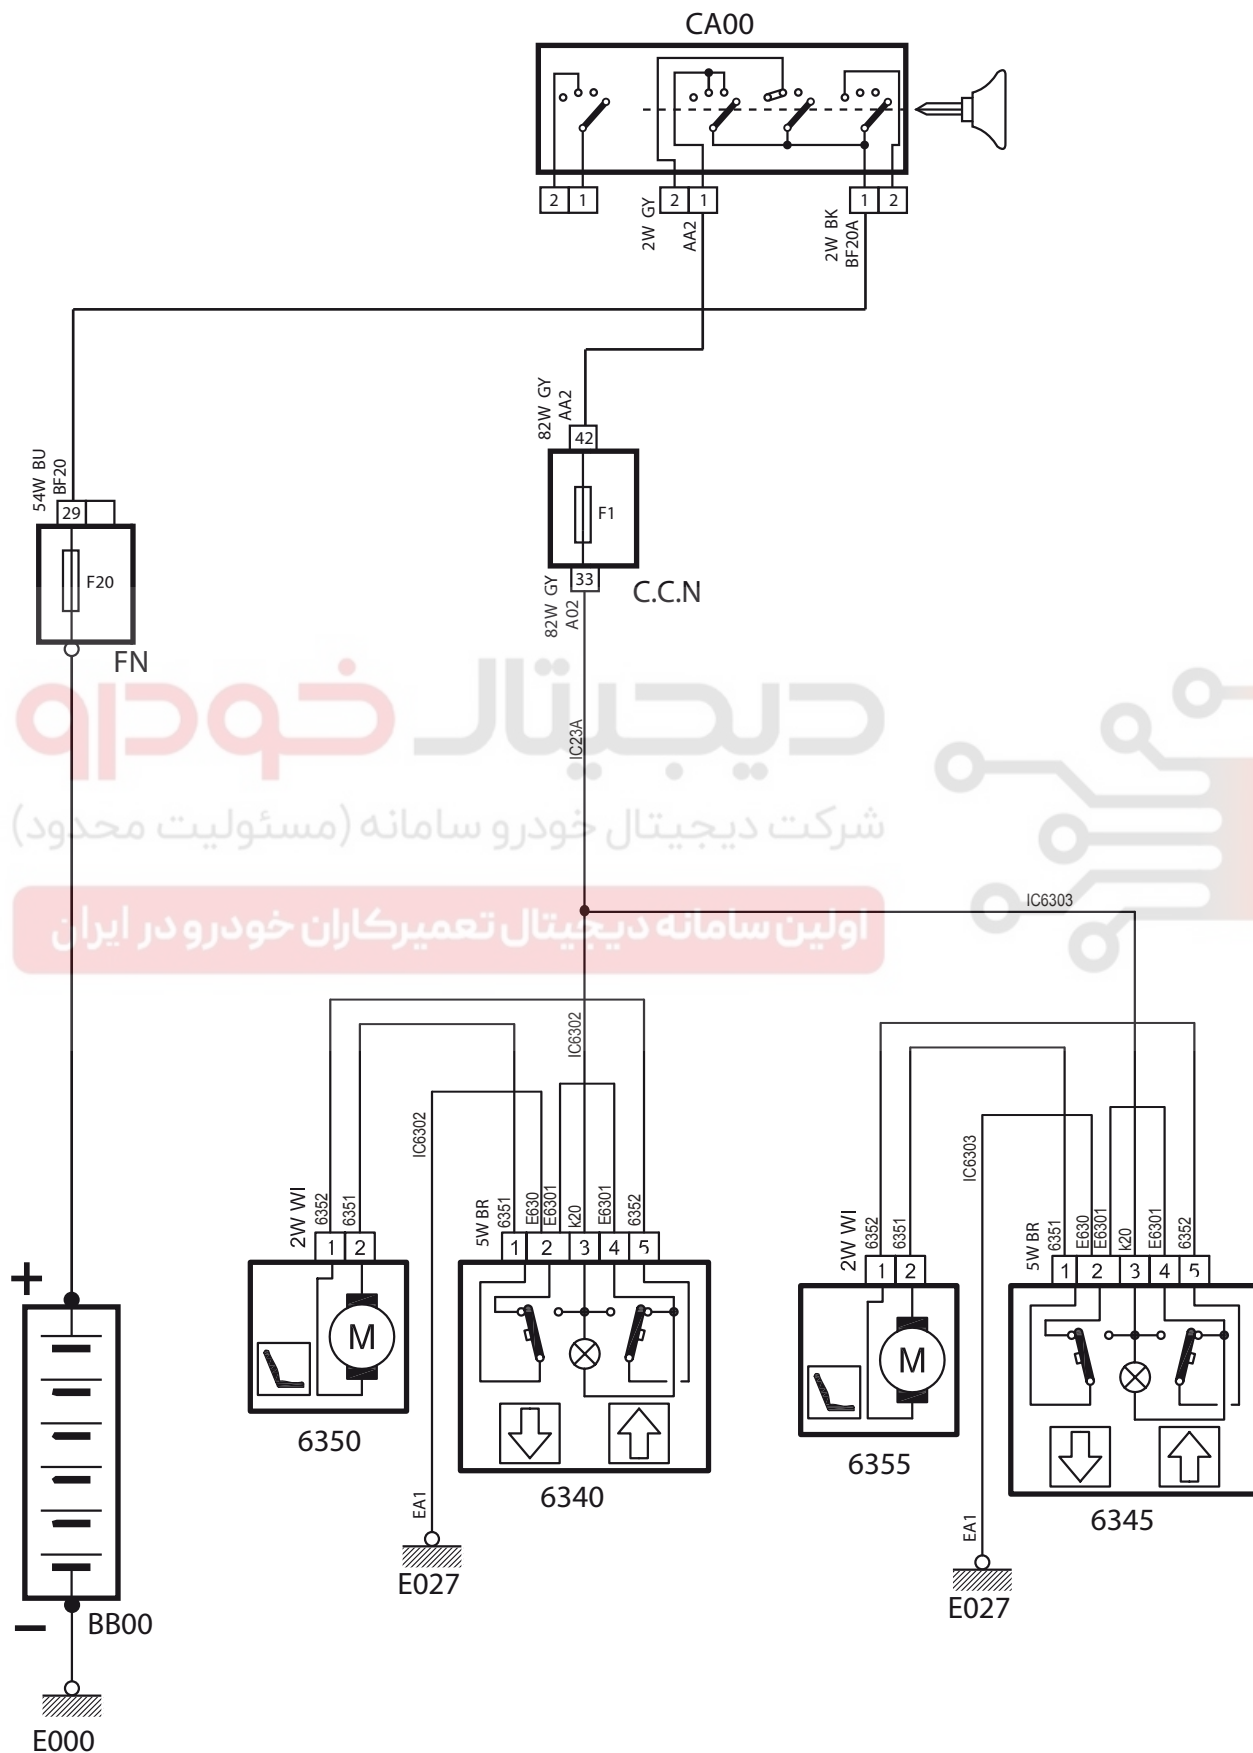 CA00
2 1 2 1 1 2
2W GY
AA2
2W BK
BF20A
82W GY
AA2
42
F1
33
C.C.N
82W GY
A02
54W BU
BF20
29
F20
FN
دیجیتال خودرو
IC23A
شرکت دیجیتال خودرو سامانه (مسئولیت محدود)
اولین سامانه دیجیتال تعمیرکاران خودرو در ایران
IC6303
IC6302
IC6302
2W WI
6352
6351
1 2
M
6350
5W BR
6351
E630
E6301
k20
E6301
6352
1 2 3 4 5
6340
EA1
E027
IC6303
2W WI
6352
6351
1 2
M
6355
5W BR
6351
E630
E6301
k20
E6301
6352
1 2 3 4 5
6345
EA1
E027
+
−
BB00
E000